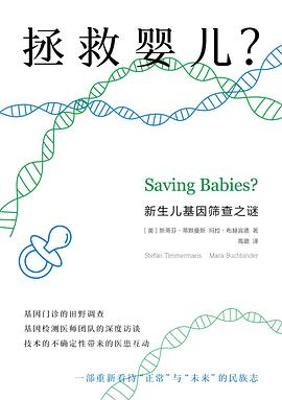 拯救婴儿？
Saving Babies?
新生儿基因筛查之谜
［美］斯蒂芬·蒂默曼斯 玛拉·布赫宾德 著
高璐 译
Stefan Timmermans Mara Buchbinder
基因门诊的田野调查
基因检测医师团队的深度访谈
技术的不确定性带来的医患互动
一部重新看待“正常”与“未来”的民族志